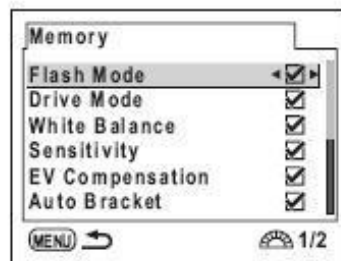 Memory
Flash Mode
Drive Mode
White Balance
Sensitivity
EV Compensation
Auto Bracket
MENU 1/2